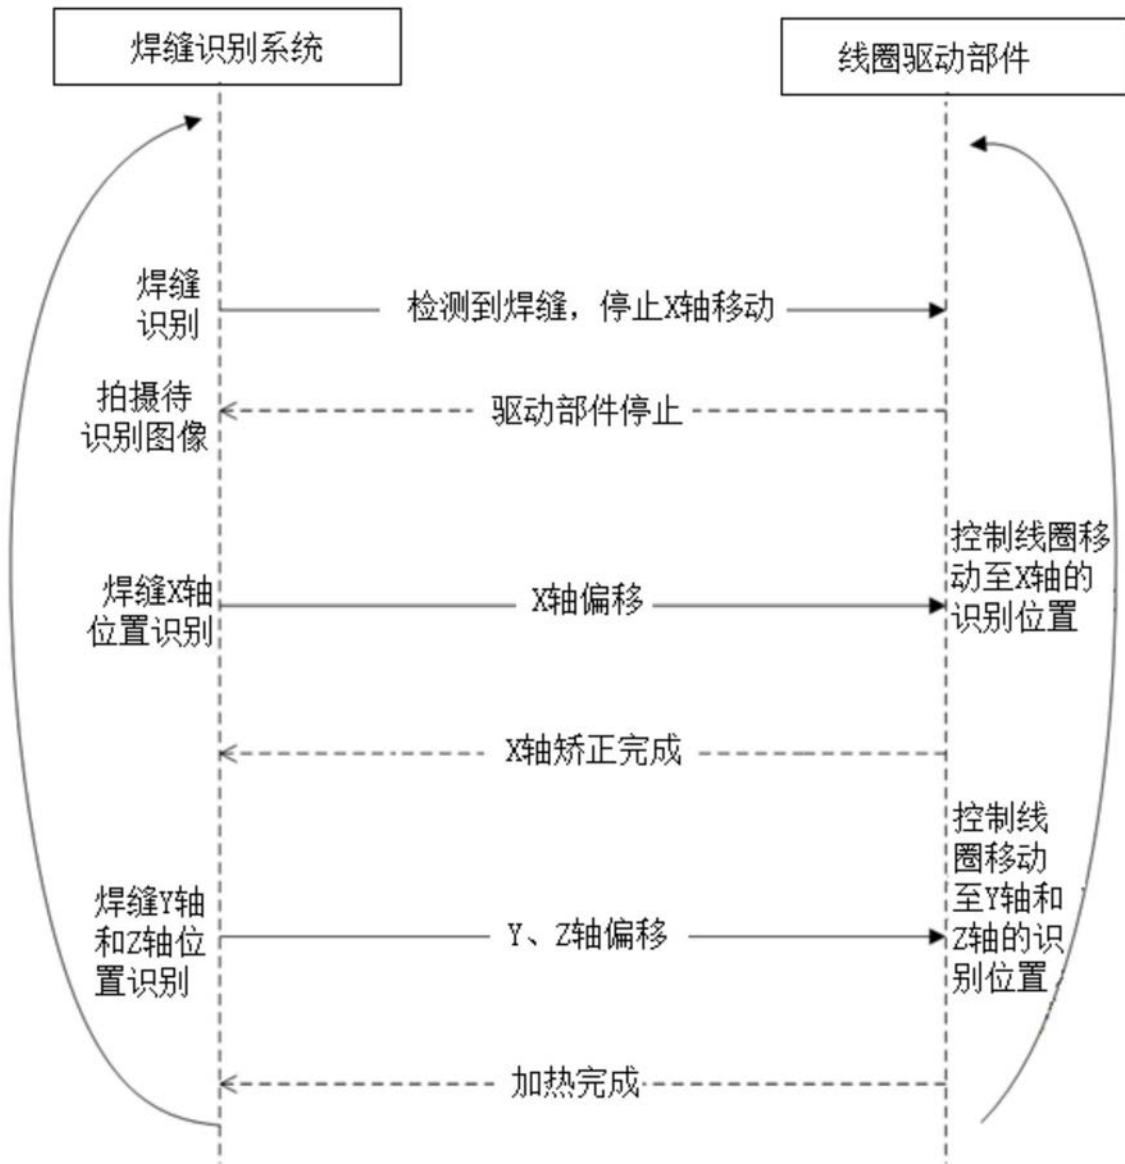 焊缝识别系统
线圈驱动部件
焊缝
识别
检测到焊缝，停止X轴移动
拍摄待
识别图像
驱动部件停止
焊缝X轴
位置识别
X轴偏移
控制线圈移
动至X轴的
识别位置
X轴矫正完成
焊缝Y轴
和Z轴位
置识别
Y、Z轴偏移
控制线
圈移动
至Y轴和
Z轴的识
别位置
加热完成